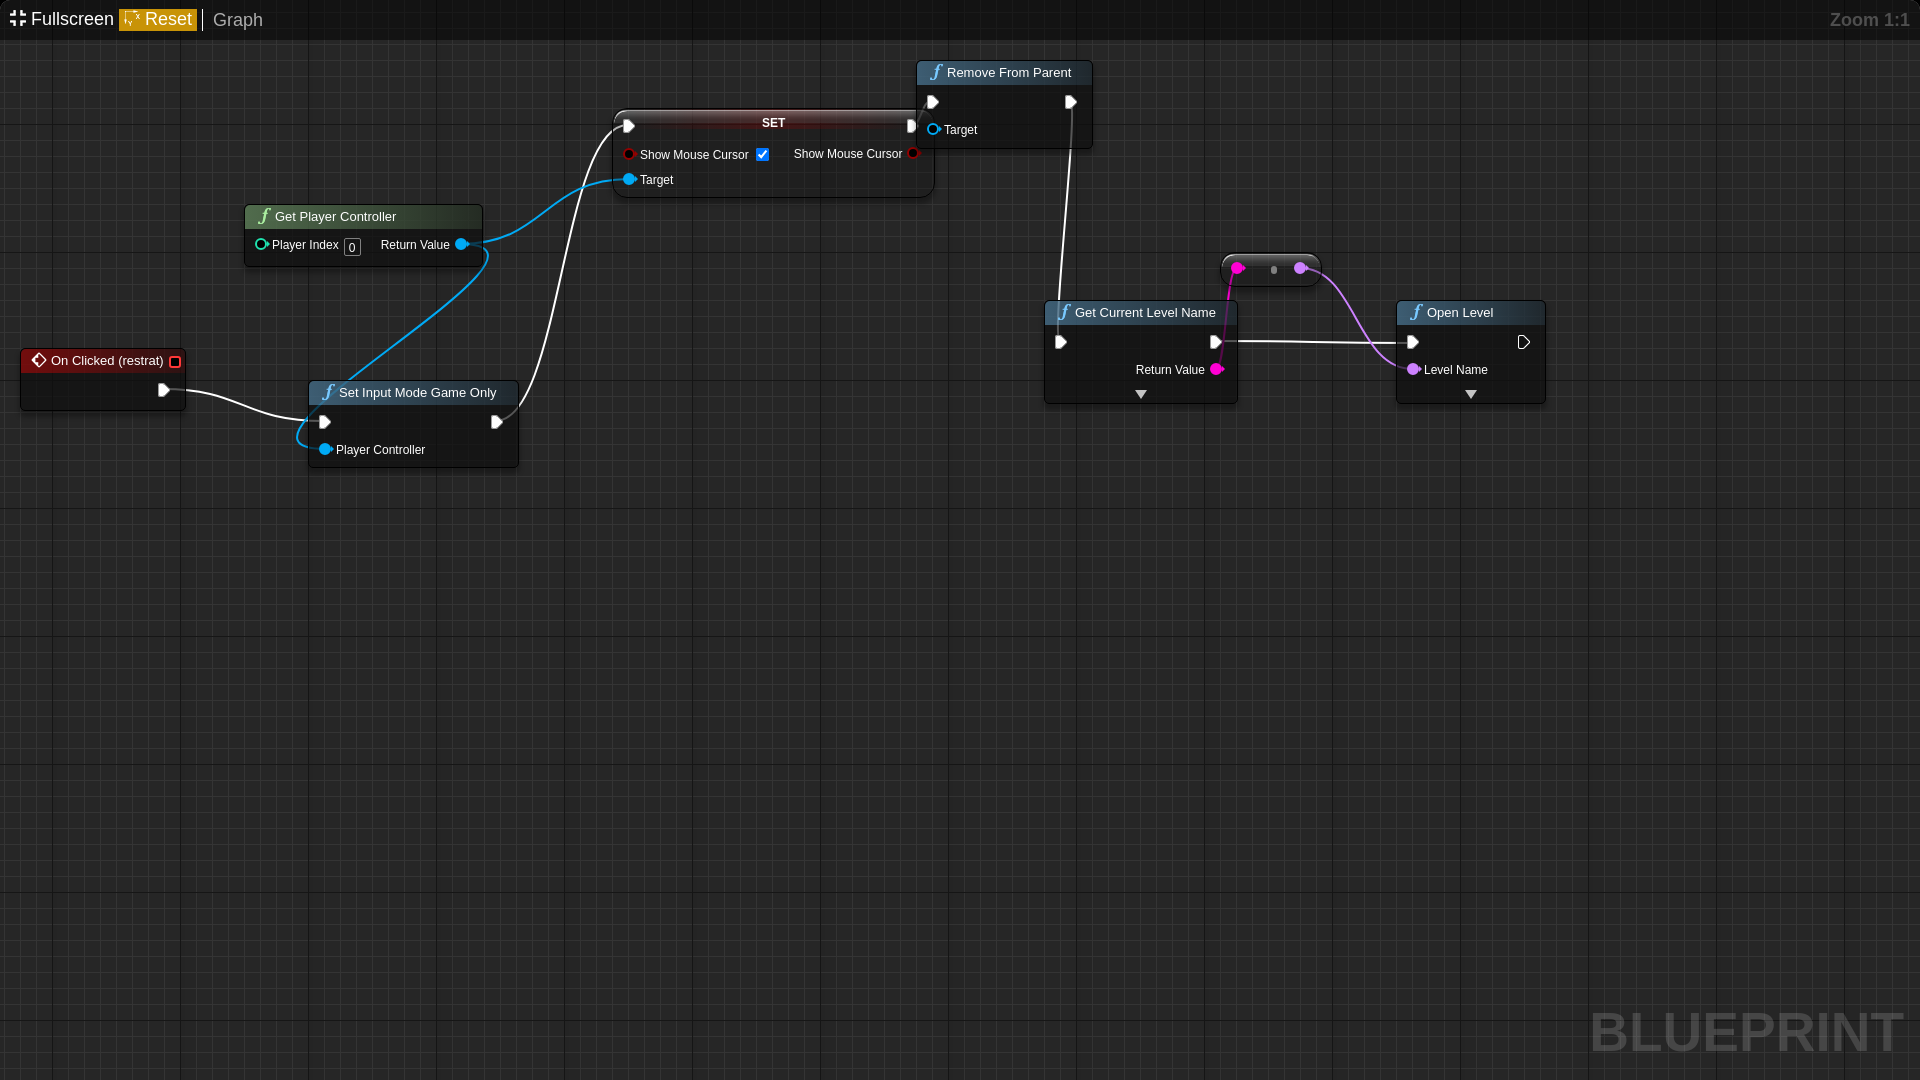 Fullscreen Reset Graph Zoom 1:1
Remove From Parent
Target
SET
Show Mouse Cursor Show Mouse Cursor
Target
Get Player Controller
Player Index 0 Return Value
On Clicked (restrat)
Set Input Mode Game Only
Player Controller
Get Current Level Name
Return Value
Open Level
Level Name
BLUEPRINT